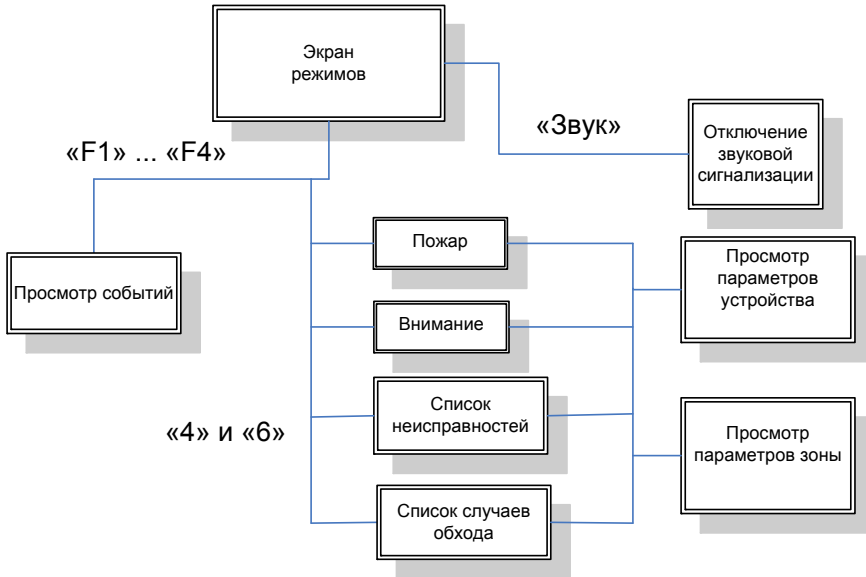 Экран
режимов
«Звук»
Отключение
звуковой
сигнализации
«F1» ... «F4»
Просмотр событий
Пожар
Просмотр
параметров
устройства
Внимание
Список
неисправностей
«4» и «6»
Просмотр
параметров зоны
Список случаев
обхода